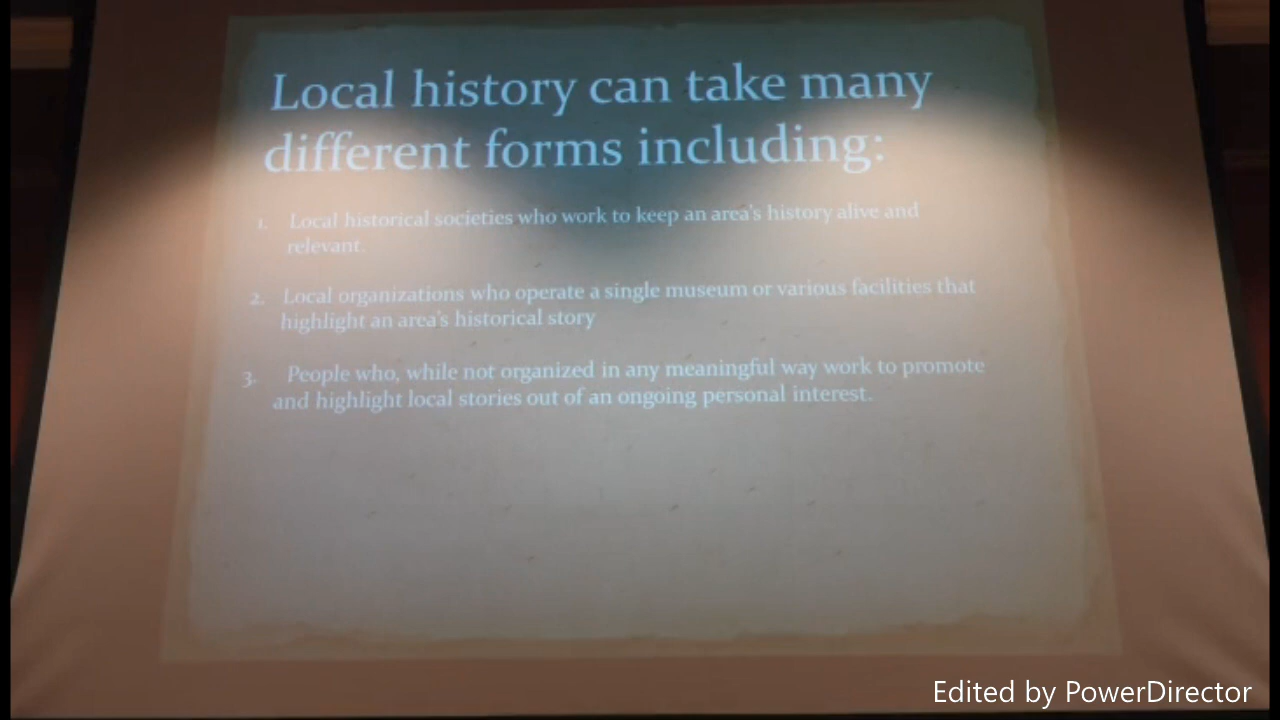 Local history can take many
different forms including:
1. Local historical societies who work to keep an area's history alive and
relevant.
2. Local organizations who operate a single museum or various facilities that
highlight an area's historical story
3. People who, while not organized in any meaningful way work to promote
and highlight local stories out of an ongoing personal interest.
Edited by PowerDirector